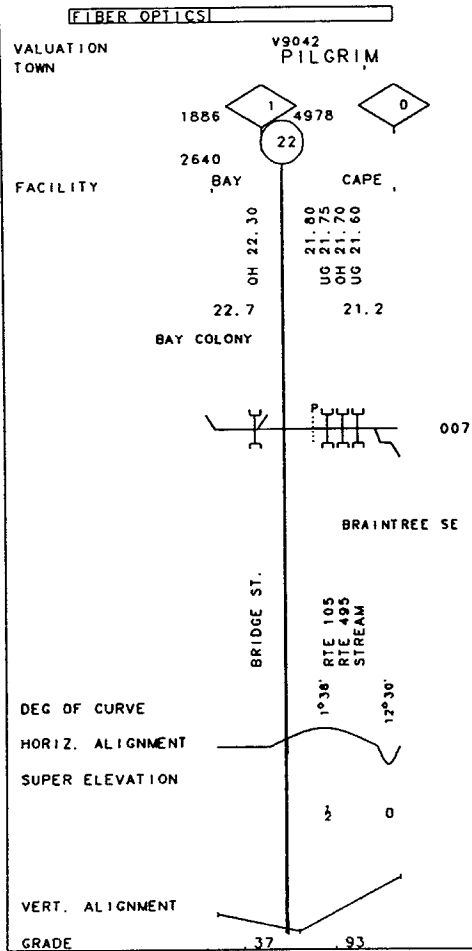 FIBER OPTICS
VALUATION V9042
TOWN PILGRIM
1 0
1886 4978
22
2640
FACILITY BAY CAPE
OH 22.30
21.80
UG 21.75
OH 21.70
UG 21.60
22.7 21.2
BAY COLONY
P
007
BRAINTREE SE
BRIDGE ST.
RTE 105
RTE 495
STREAM
DEG OF CURVE 1°38' 12°30'
HORIZ. ALIGNMENT
SUPER ELEVATION
½ 0
VERT. ALIGNMENT
GRADE .37 .93